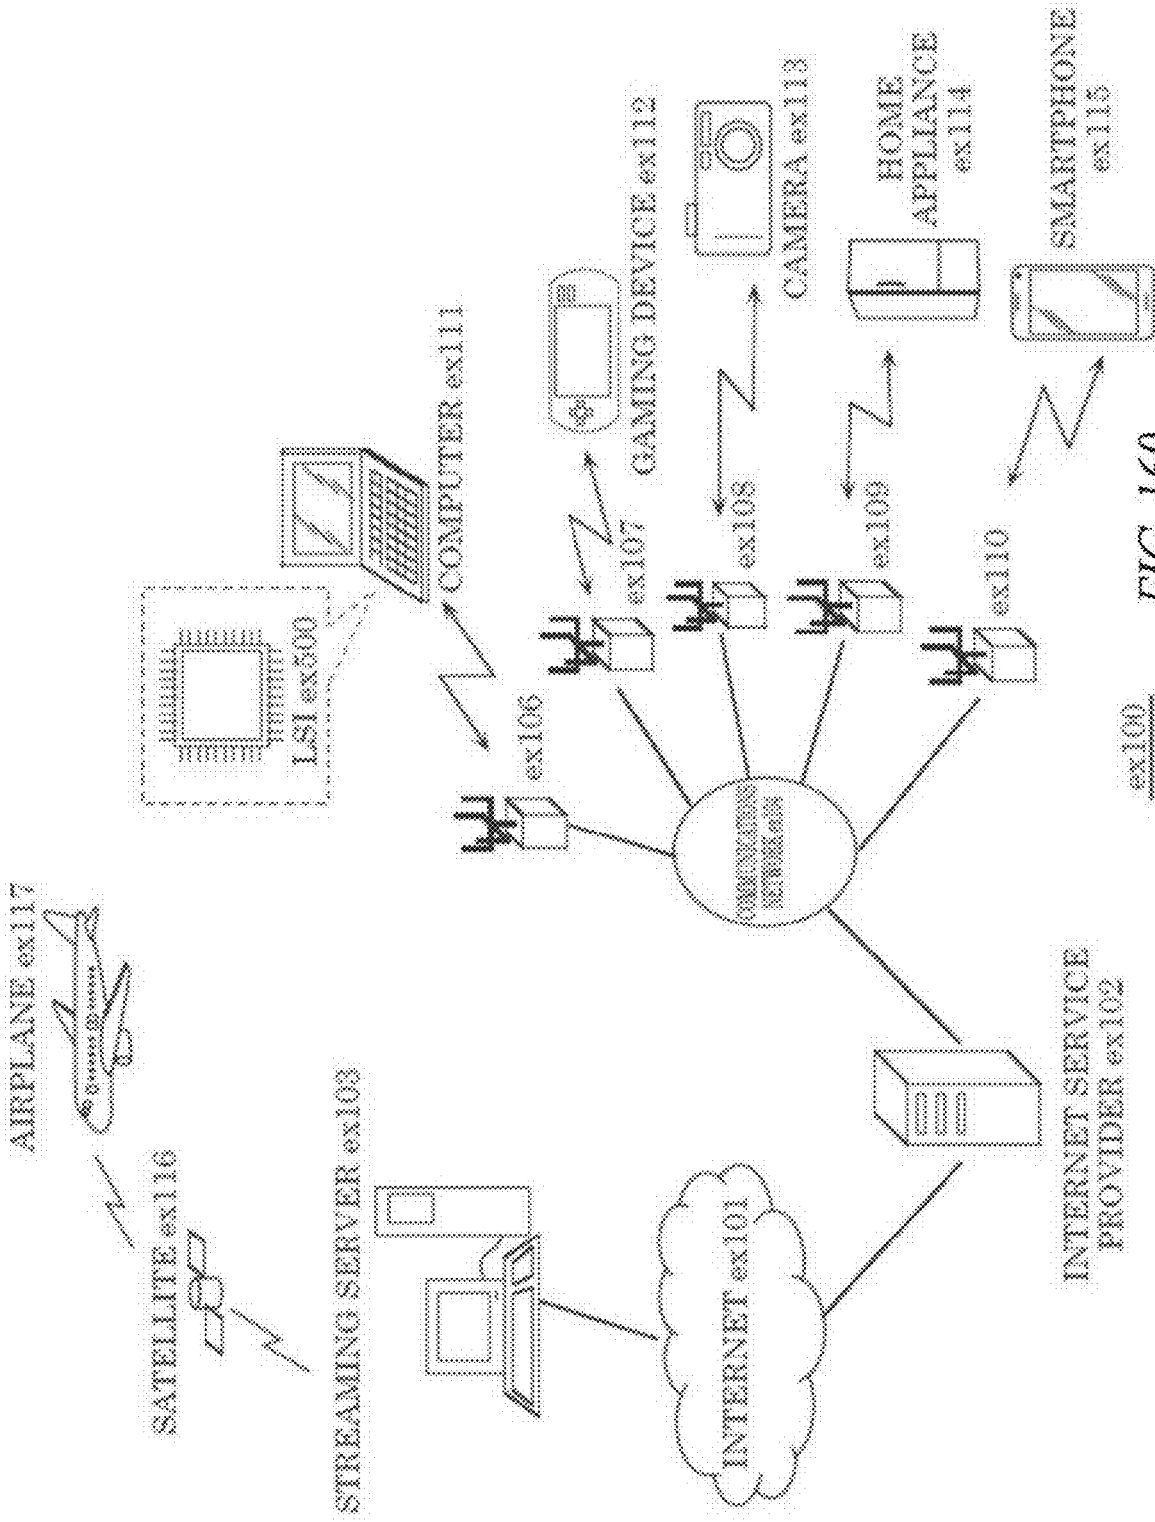 AIRPLANE ex117
SATELLITE ex116
STREAMING SERVER ex103
INTERNET ex101
INTERNET SERVICE
PROVIDER ex102
LSI ex500
COMPUTER ex111
ex106
GAMING DEVICE ex112
ex107
CAMERA ex113
ex108
HOME
APPLIANCE
ex114
ex109
SMARTPHONE
ex115
ex110
ex100
FIG.